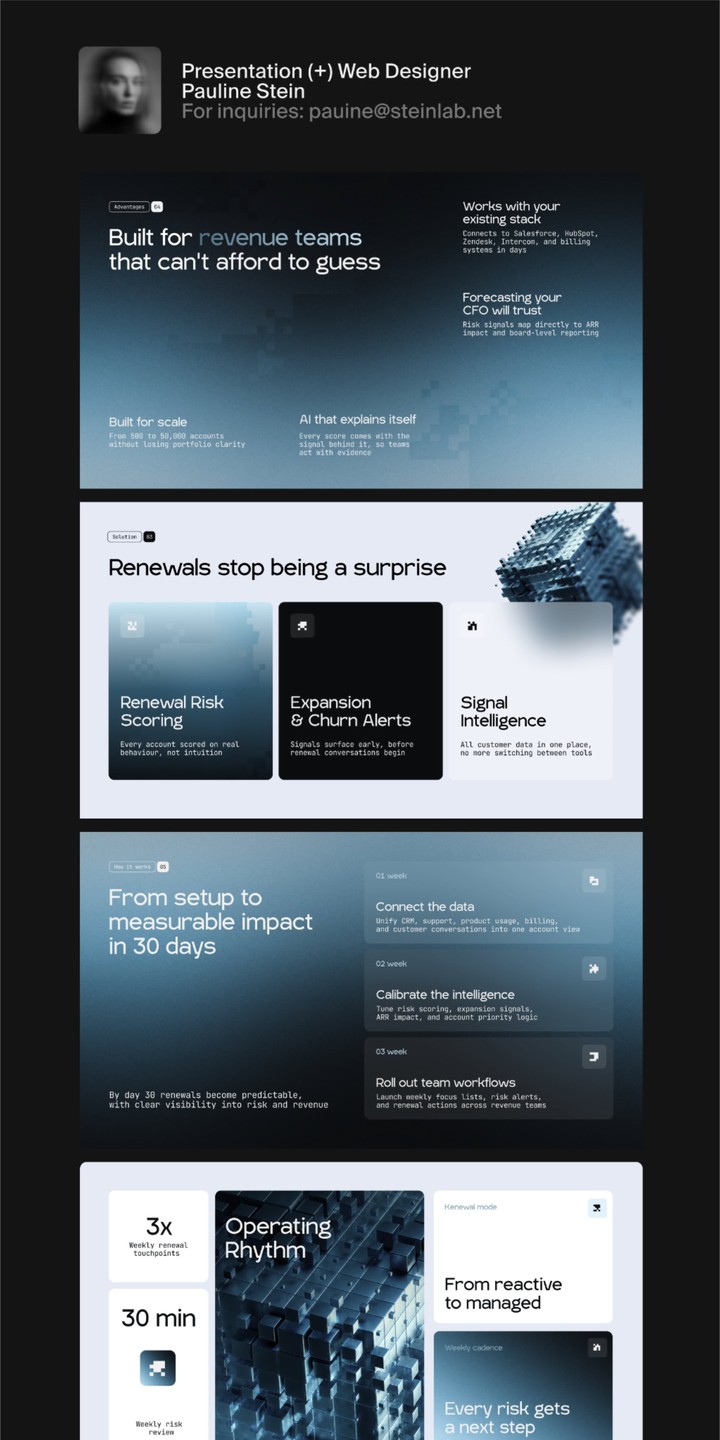 Presentation (+) Web Designer
Pauline Stein
For inquiries: pauine@steinlab.net
Advantages 04
Built for revenue teams
that can't afford to guess
Works with your
existing stack
Connects to Salesforce, HubSpot,
Zendesk, Intercom, and billing
systems in days
Forecasting your
CFO will trust
Risk signals map directly to ARR
impact and board-level reporting
Built for scale
From 500 to 50,000 accounts
without losing portfolio clarity
AI that explains itself
Every score comes with the
signal behind it, so teams
act with evidence
Solution 03
Renewals stop being a surprise
Renewal Risk
Scoring
Every account scored on real
behaviour, not intuition
Expansion
& Churn Alerts
Signals surface early, before
renewal conversations begin
Signal
Intelligence
All customer data in one place,
no more switching between tools
How it works 05
From setup to
measurable impact
in 30 days
By day 30 renewals become predictable,
with clear visibility into risk and revenue
01 week
Connect the data
Unify CRM, support, product usage, billing,
and customer conversations into one account view
02 week
Calibrate the intelligence
Tune risk scoring, expansion signals,
ARR impact, and account priority logic
03 week
Roll out team workflows
Launch weekly focus lists, risk alerts,
and renewal actions across revenue teams
3x
Weekly renewal
touchpoints
30 min
Weekly risk
review
Operating
Rhythm
Kenewal mode
From reactive
to managed
Weekly cadence
Every risk gets
a next step